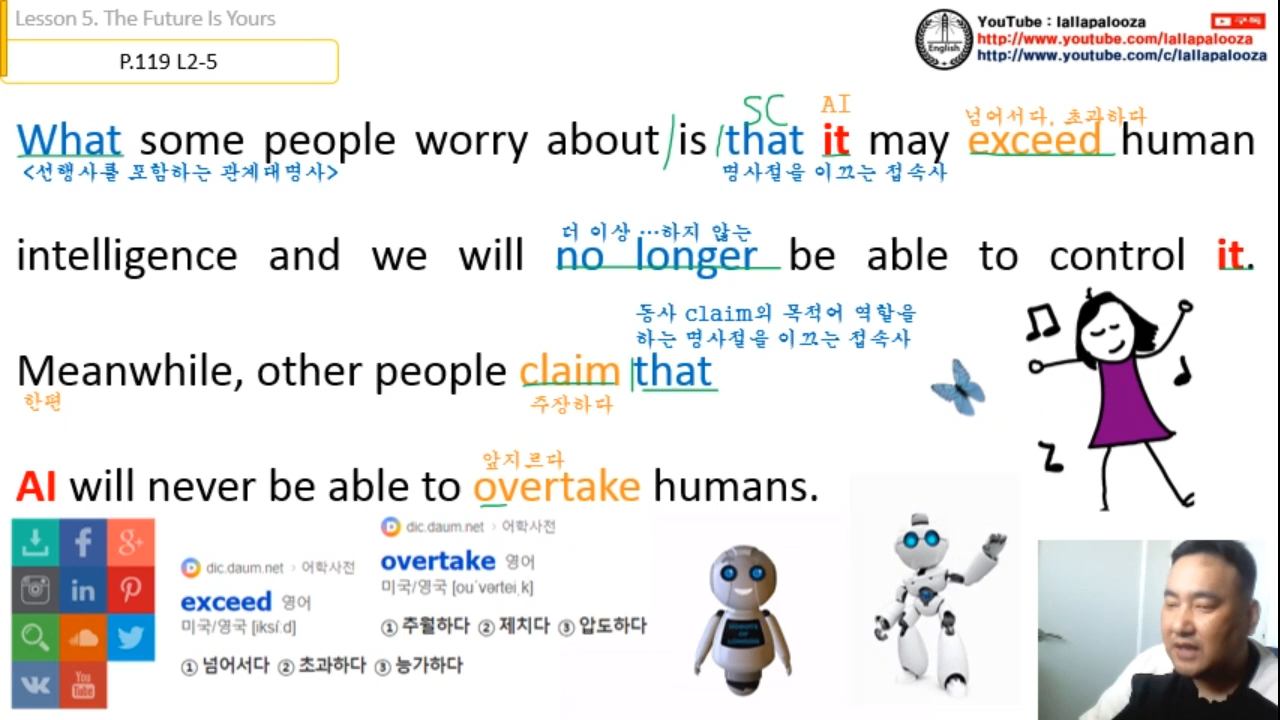 Lesson 5. The Future Is Yours
P.119 L2-5
English
YouTube : lallapalooza
구독
http://www.youtube.com/lallapalooza
http://www.youtube.com/c/lallapalooza
SC
AI
넘어서다, 초과하다
What some people worry about is that it may exceed human
<선행사를 포함하는 관계대명사>
명사절을 이끄는 접속사
더 이상 …하지 않는
intelligence and we will no longer be able to control it.
동사 claim의 목적어 역할을
하는 명사절을 이끄는 접속사
Meanwhile, other people claim that
한편
주장하다
앞지르다
AI will never be able to overtake humans.
dic.daum.net > 어학사전
exceed 영어
미국/영국 [iksíːd]
① 넘어서다 ② 초과하다 ③ 능가하다
dic.daum.net > 어학사전
overtake 영어
미국/영국 [ouˈvərteiˌk]
① 추월하다 ② 제치다 ③ 압도하다
You
Tube